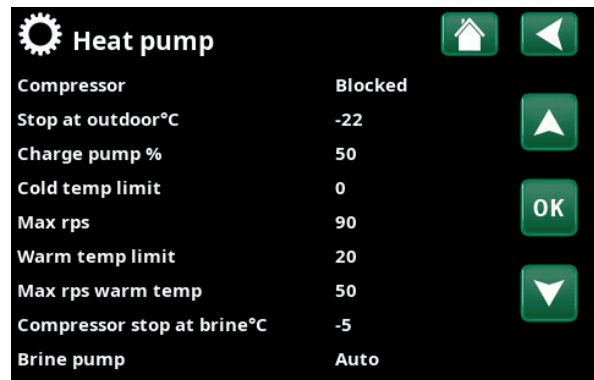 Heat pump
Compressor Blocked
Stop at outdoor°C -22
Charge pump % 50
Cold temp limit 0
Max rps 90
Warm temp limit 20
Max rps warm temp 50
Compressor stop at brine°C -5
Brine pump Auto
OK